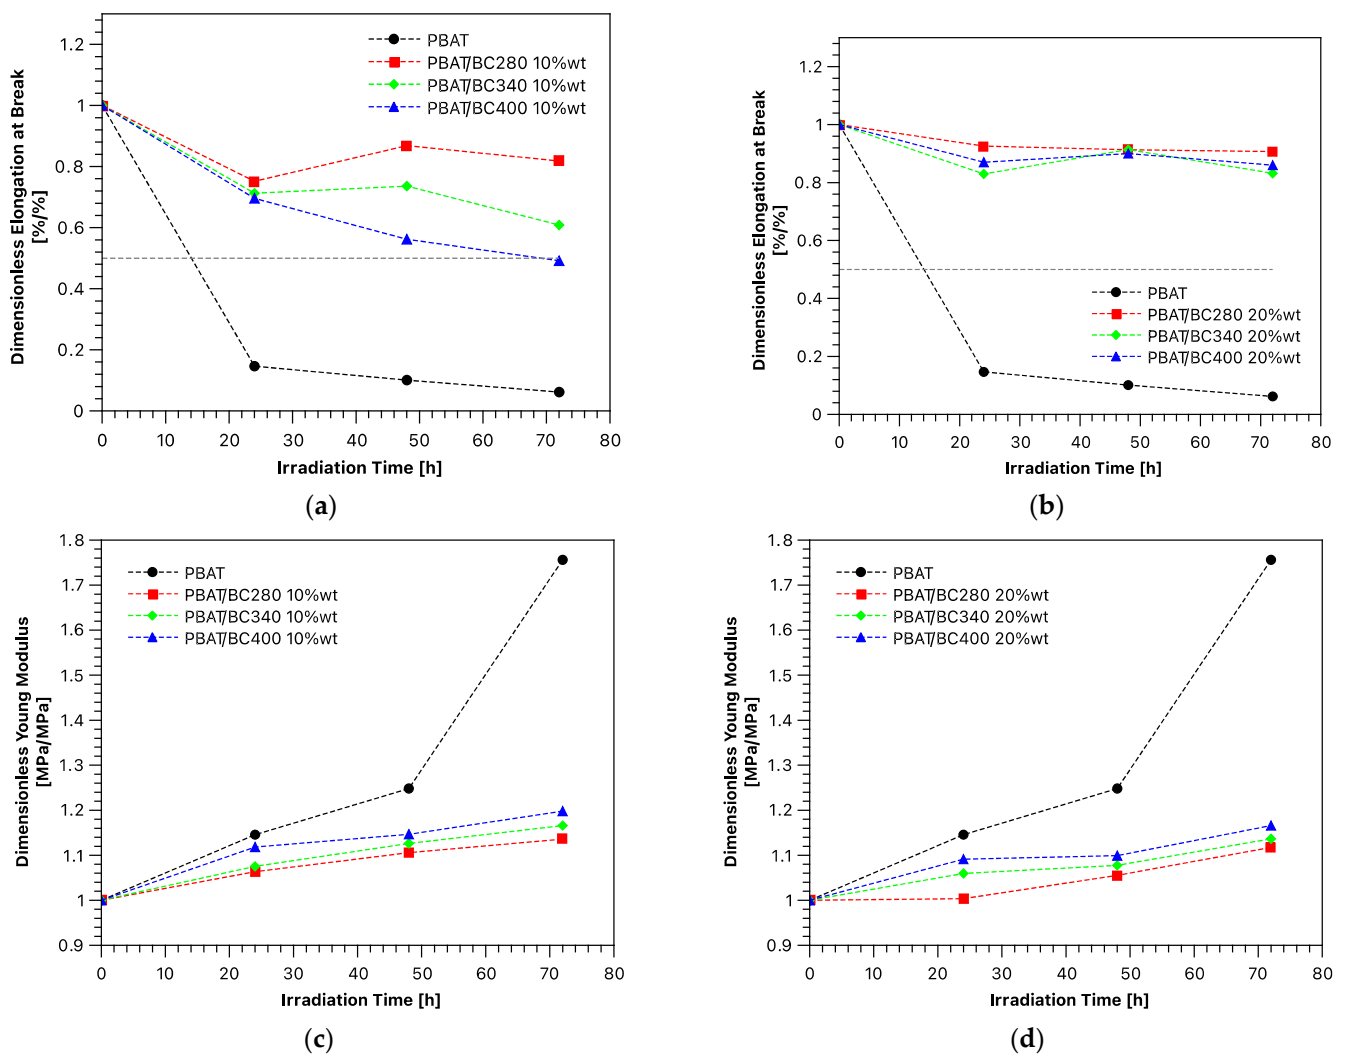 Dimensionless Elongation at Break
[%/%]
1.2
1
0.8
0.6
0.4
0.2
0
PBAT
PBAT/BC280 10%wt
PBAT/BC340 10%wt
PBAT/BC400 10%wt
0 10 20 30 40 50 60 70 80
Irradiation Time [h]
(a)
Dimensionless Elongation at Break
[%/%]
1.2
1
0.8
0.6
0.4
0.2
0
PBAT
PBAT/BC280 20%wt
PBAT/BC340 20%wt
PBAT/BC400 20%wt
0 10 20 30 40 50 60 70 80
Irradiation Time [h]
(b)
Dimensionless Young Modulus
[MPa/MPa]
1.8
1.7
1.6
1.5
1.4
1.3
1.2
1.1
1
0.9
PBAT
PBAT/BC280 10%wt
PBAT/BC340 10%wt
PBAT/BC400 10%wt
0 10 20 30 40 50 60 70 80
Irradiation Time [h]
(c)
Dimensionless Young Modulus
[MPa/MPa]
1.8
1.7
1.6
1.5
1.4
1.3
1.2
1.1
1
0.9
PBAT
PBAT/BC280 20%wt
PBAT/BC340 20%wt
PBAT/BC400 20%wt
0 10 20 30 40 50 60 70 80
Irradiation Time [h]
(d)